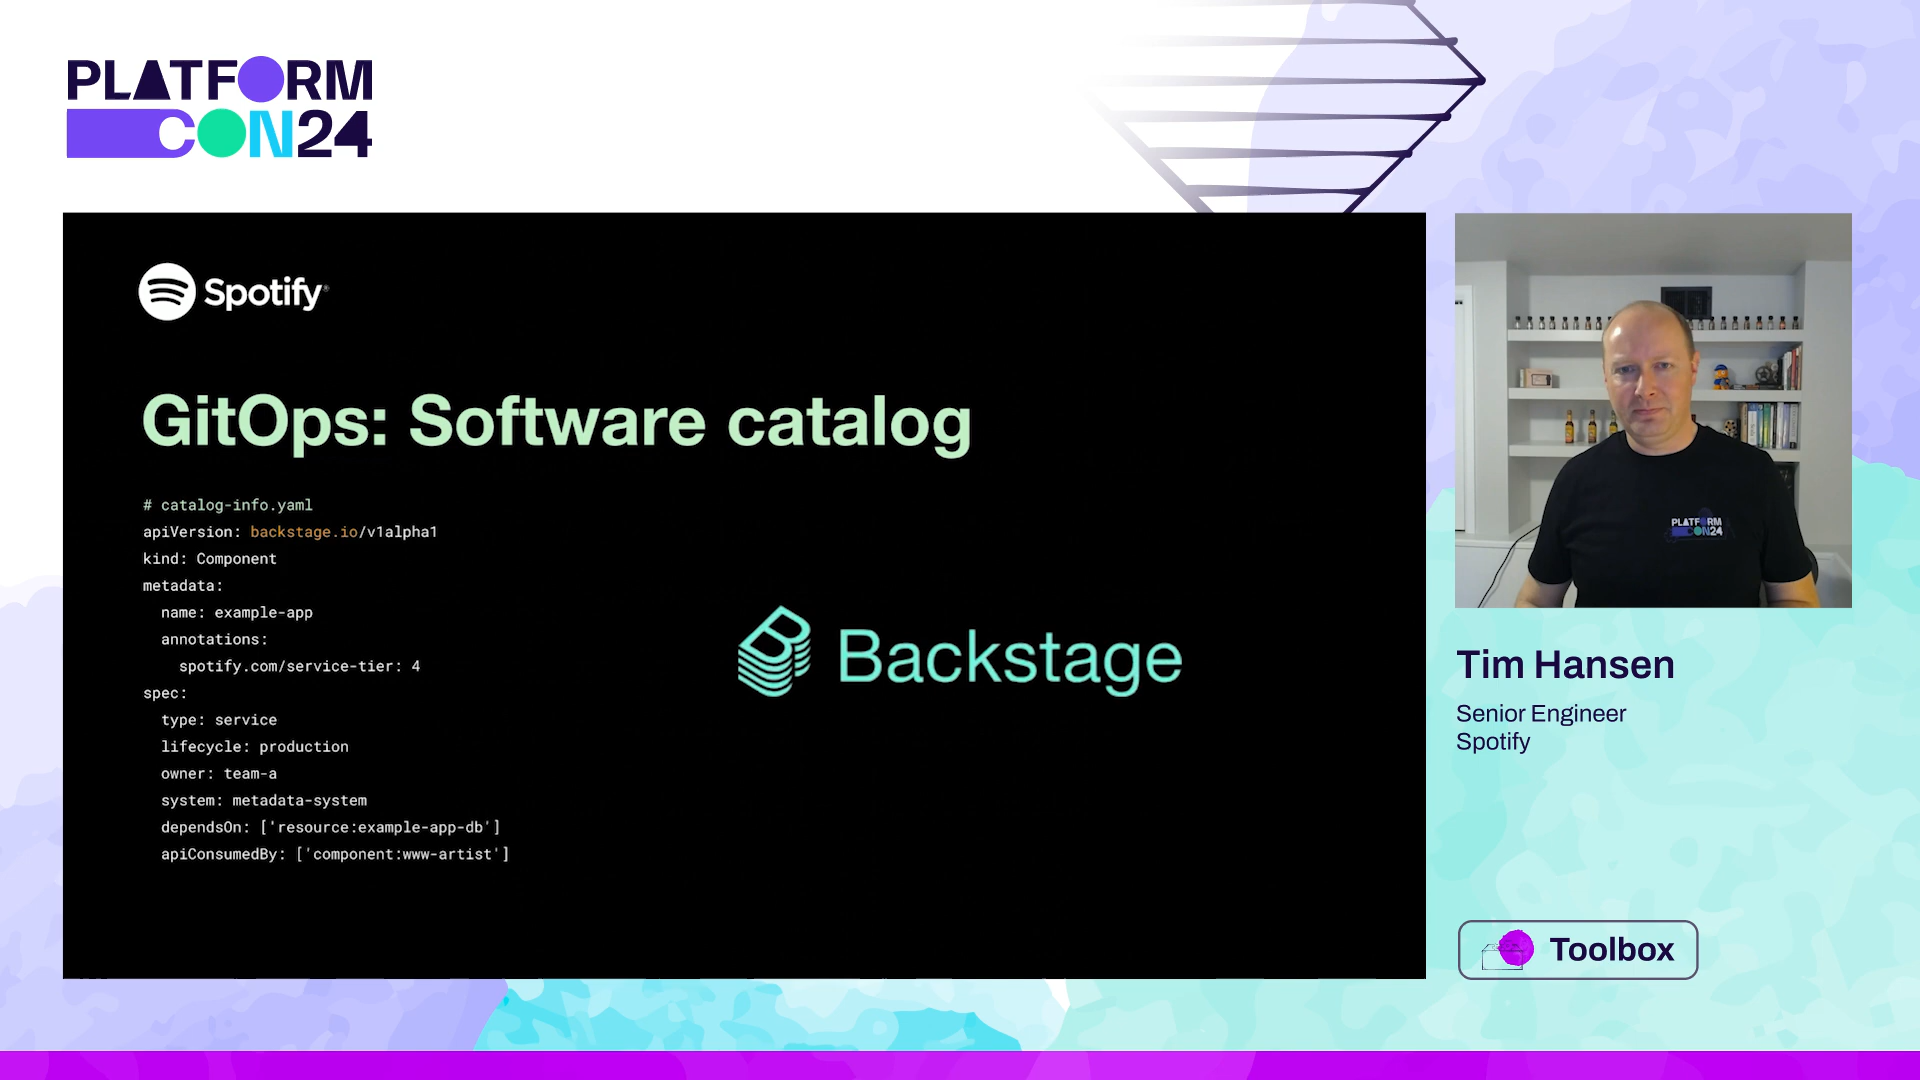 PLATFORM
CON24
Spotify
GitOps: Software catalog
# catalog-info.yaml
apiVersion: backstage.io/v1alpha1
kind: Component
metadata:
  name: example-app
  annotations:
    spotify.com/service-tier: 4
spec:
  type: service
  lifecycle: production
  owner: team-a
  system: metadata-system
  dependsOn: ['resource:example-app-db']
  apiConsumedBy: ['component:www-artist']
Backstage
PLATFORM
CON24
Tim Hansen
Senior Engineer
Spotify
Toolbox